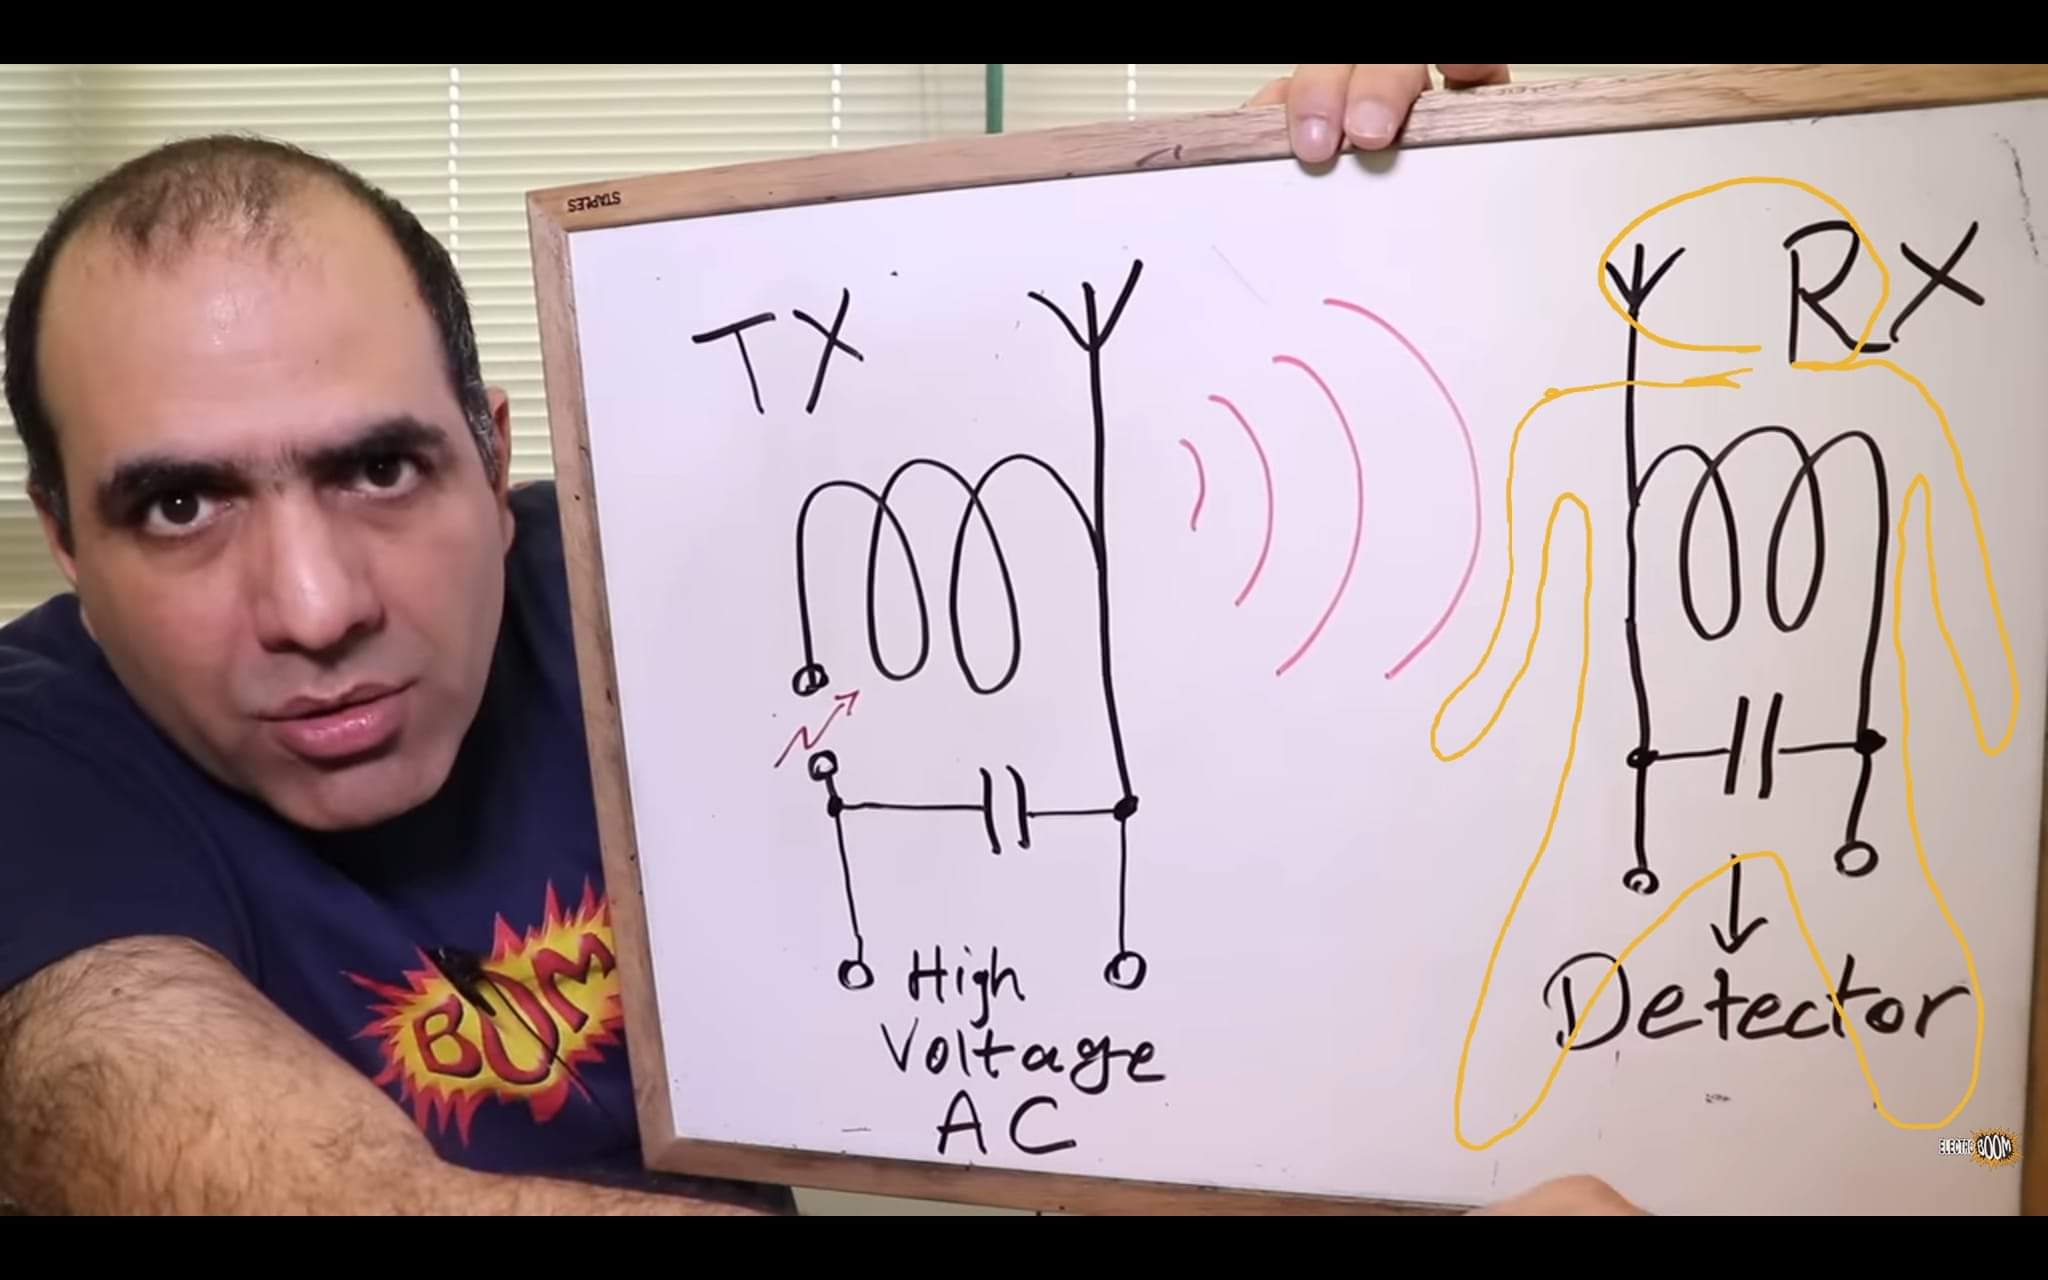 STAPLES
TX
RX
High
Voltage
AC
Detector
BOOM
ELECTRO BOOM